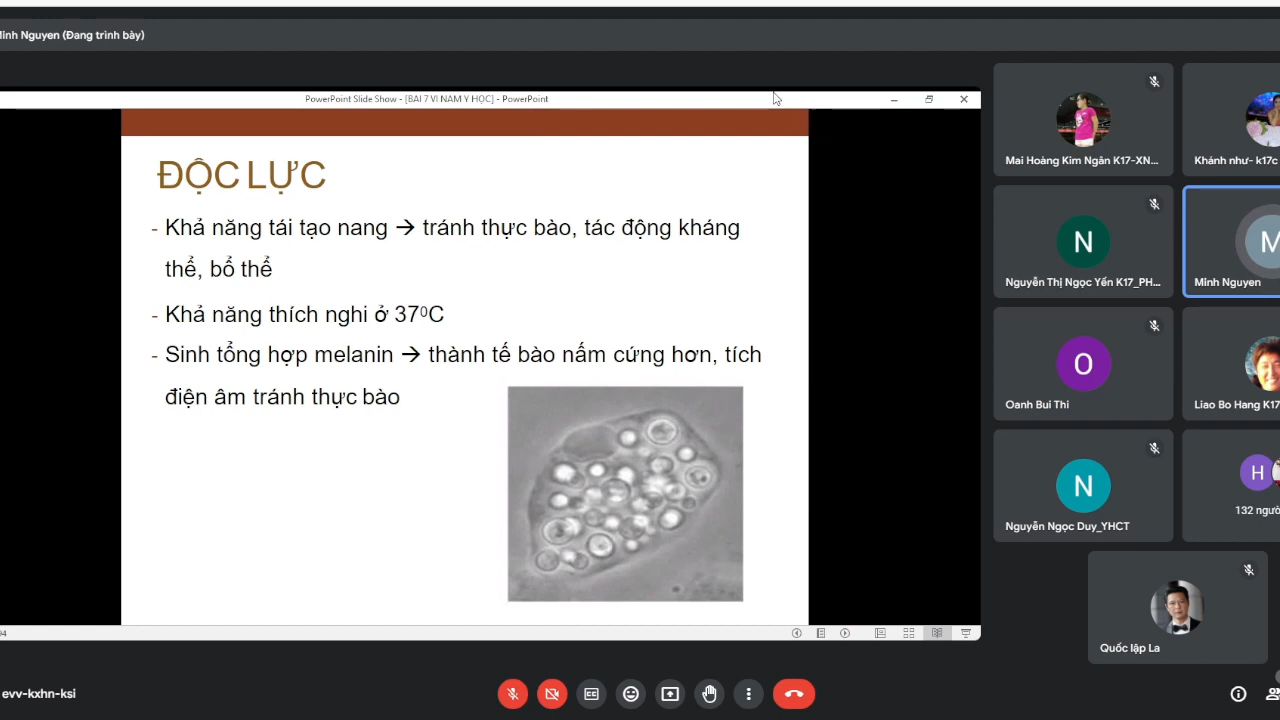 Minh Nguyen (Đang trình bày)
PowerPoint Slide Show - [BAI 7 VI NAM Y HỌC] - PowerPoint
ĐỘC LỰC
- Khả năng tái tạo nang → tránh thực bào, tác động kháng
thể, bổ thể
- Khả năng thích nghi ở 37⁰C
- Sinh tổng hợp melanin → thành tế bào nấm cứng hơn, tích
điện âm tránh thực bào
Mai Hoàng Kim Ngân K17-XN...
Khánh như- k17c
N
Nguyễn Thị Ngọc Yến K17_PH...
M
Minh Nguyen
O
Oanh Bui Thi
Liao Bo Hang K17
N
Nguyễn Ngọc Duy_YHCT
H
132 ngườ
Quốc lập La
94
evv-kxhn-ksi